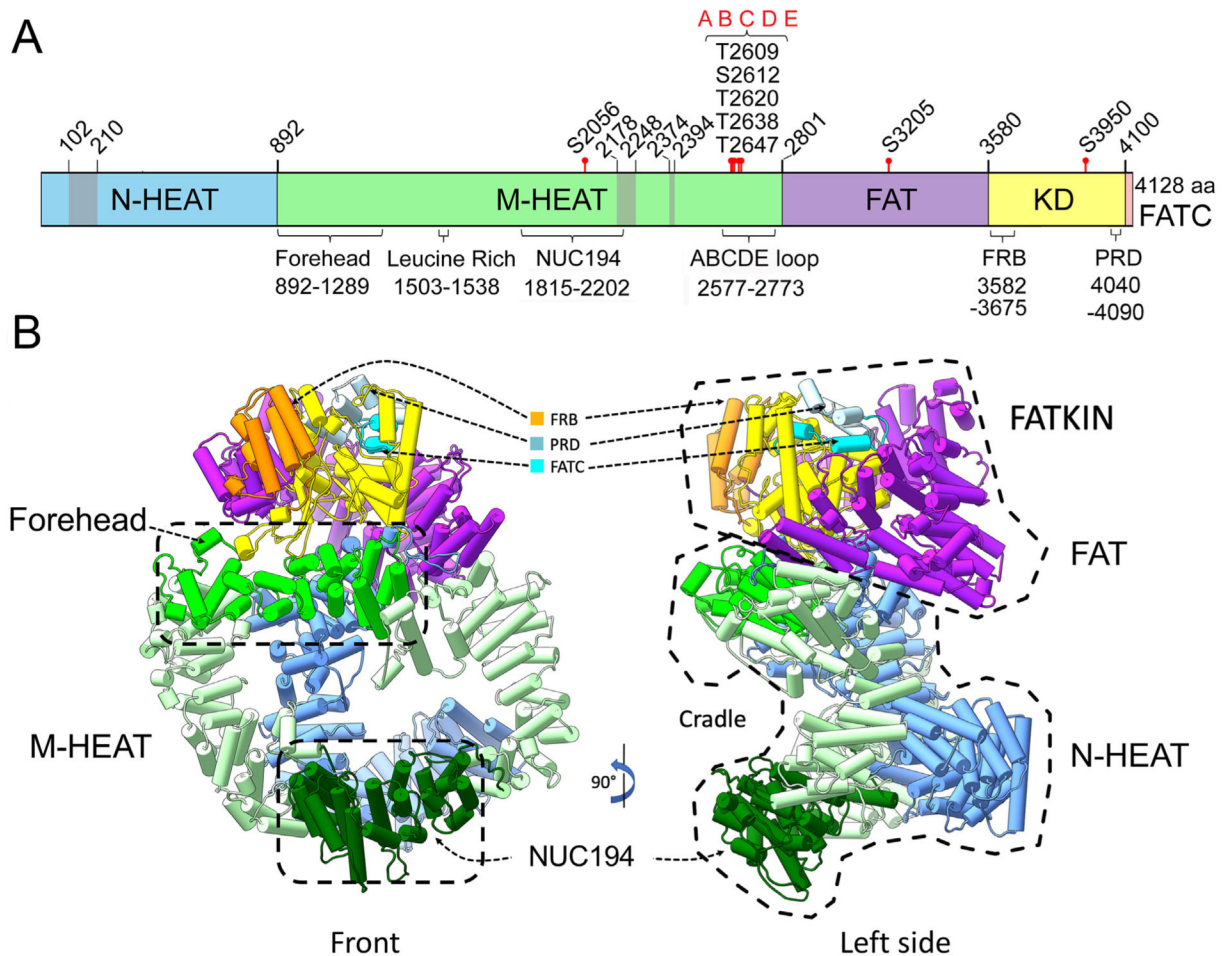 A
A B C D E
T2609
S2612
T2620
T2638
T2647
102
210
892
S2056
2178
2248
2374
2394
2801
S3205
3580
S3950
4100
N-HEAT
M-HEAT
FAT
KD
4128 aa
FATC
Forehead
892-1289
Leucine Rich
1503-1538
NUC194
1815-2202
ABCDE loop
2577-2773
FRB
3582
-3675
PRD
4040
-4090
B
FRB
PRD
FATC
FATKIN
Forehead
FAT
Cradle
M-HEAT
N-HEAT
90°
NUC194
Front
Left side